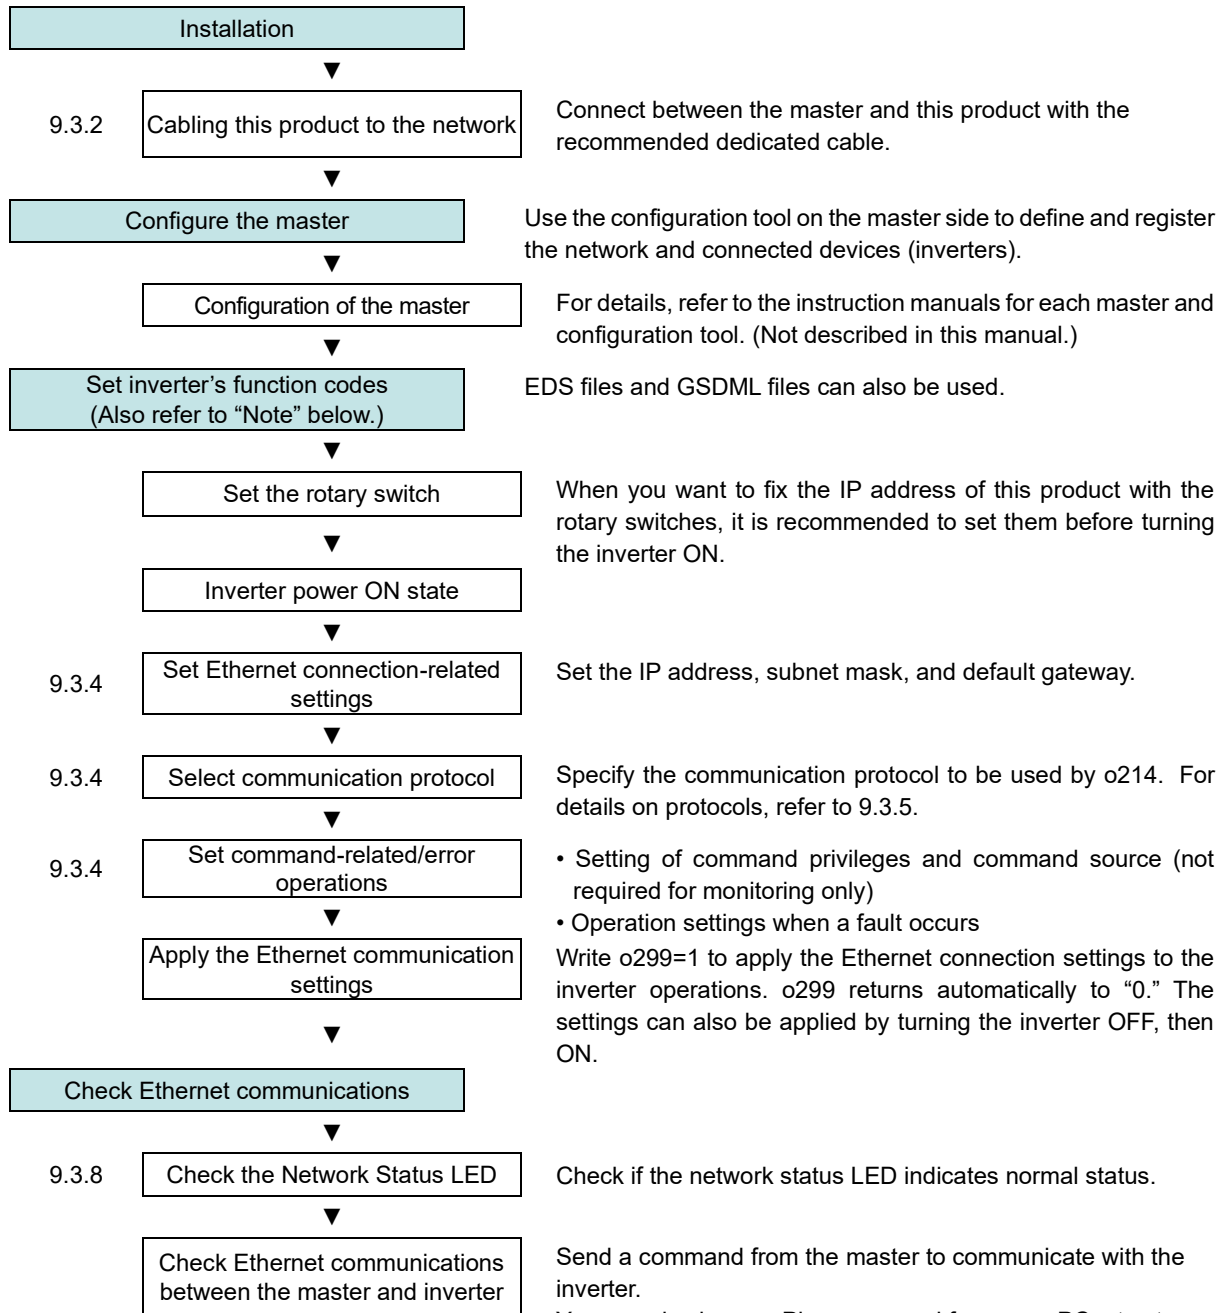 Installation
▼
9.3.2
Cabling this product to the network
Connect between the master and this product with the
recommended dedicated cable.
▼
Configure the master
Use the configuration tool on the master side to define and register
the network and connected devices (inverters).
▼
Configuration of the master
For details, refer to the instruction manuals for each master and
configuration tool. (Not described in this manual.)
▼
Set inverter’s function codes
(Also refer to “Note” below.)
EDS files and GSDML files can also be used.
▼
Set the rotary switch
When you want to fix the IP address of this product with the
rotary switches, it is recommended to set them before turning
the inverter ON.
▼
Inverter power ON state
▼
9.3.4
Set Ethernet connection-related
settings
Set the IP address, subnet mask, and default gateway.
▼
9.3.4
Select communication protocol
Specify the communication protocol to be used by o214. For
details on protocols, refer to 9.3.5.
▼
9.3.4
Set command-related/error
operations
• Setting of command privileges and command source (not
required for monitoring only)
• Operation settings when a fault occurs
▼
Apply the Ethernet communication
settings
Write o299=1 to apply the Ethernet connection settings to the
inverter operations. o299 returns automatically to “0.” The
settings can also be applied by turning the inverter OFF, then
ON.
▼
Check Ethernet communications
▼
9.3.8
Check the Network Status LED
Check if the network status LED indicates normal status.
▼
Check Ethernet communications
between the master and inverter
Send a command from the master to communicate with the
inverter.